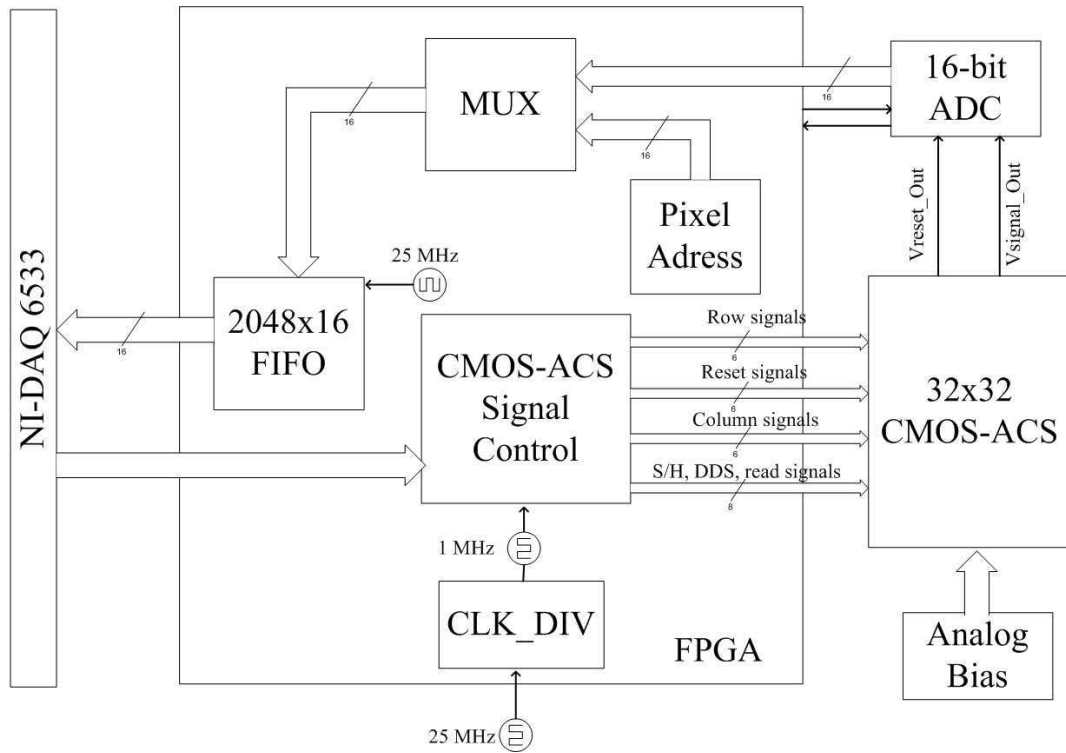 NI-DAQ 6533
MUX
16-bit
ADC
16
16
16
Pixel
Adress
Vreset_Out
Vsignal_Out
25 MHz
2048x16
FIFO
16
CMOS-ACS
Signal
Control
Row signals
6
Reset signals
6
Column signals
6
S/H, DDS, read signals
8
32x32
CMOS-ACS
1 MHz
CLK_DIV
FPGA
Analog
Bias
25 MHz